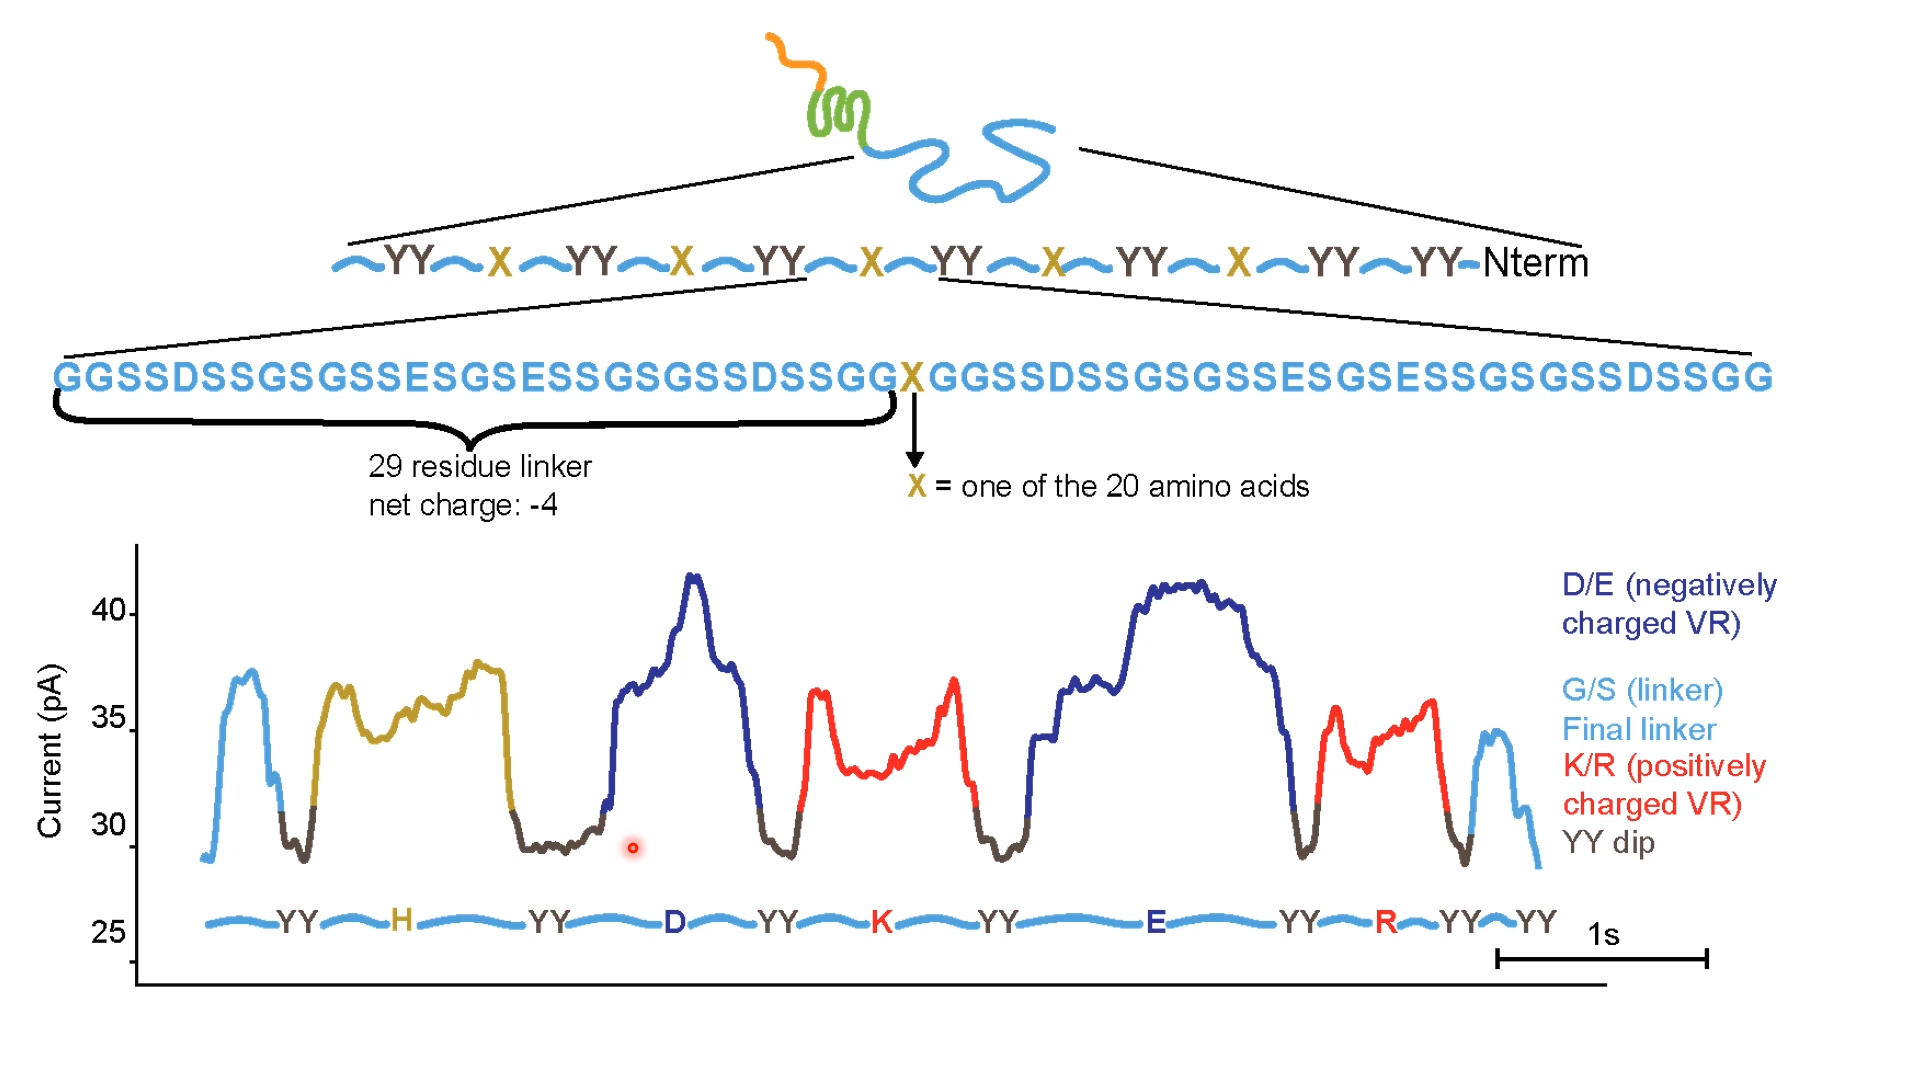 YY X YY X YY X YY X YY X YY YY Nterm
GGSSDSSGSGSSESGSESSGSGSSDSSGGXGGSSDSSGSGSSESGSESSGSGSSDSSGG
29 residue linker
net charge: -4
X = one of the 20 amino acids
Current (pA)
40
35
30
25
D/E (negatively
charged VR)
G/S (linker)
Final linker
K/R (positively
charged VR)
YY dip
YY H YY D YY K YY E YY R YY YY
1s